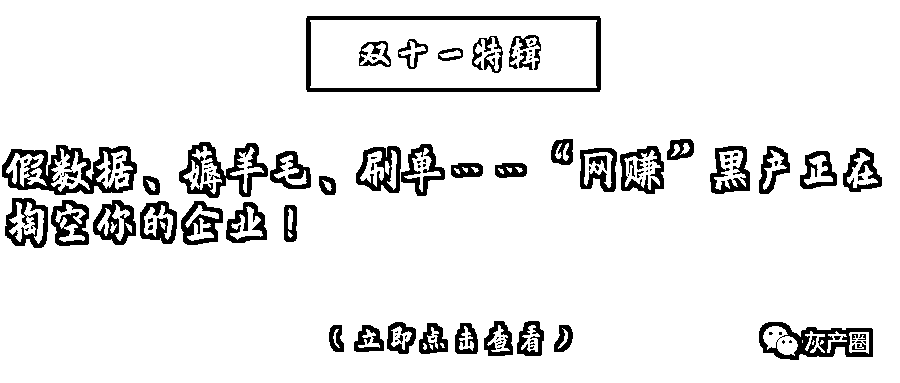 双十一特辑
假数据、薅羊毛、刷单……“网赚”黑产正在
掏空你的企业！
（立即点击查看）
灰产圈